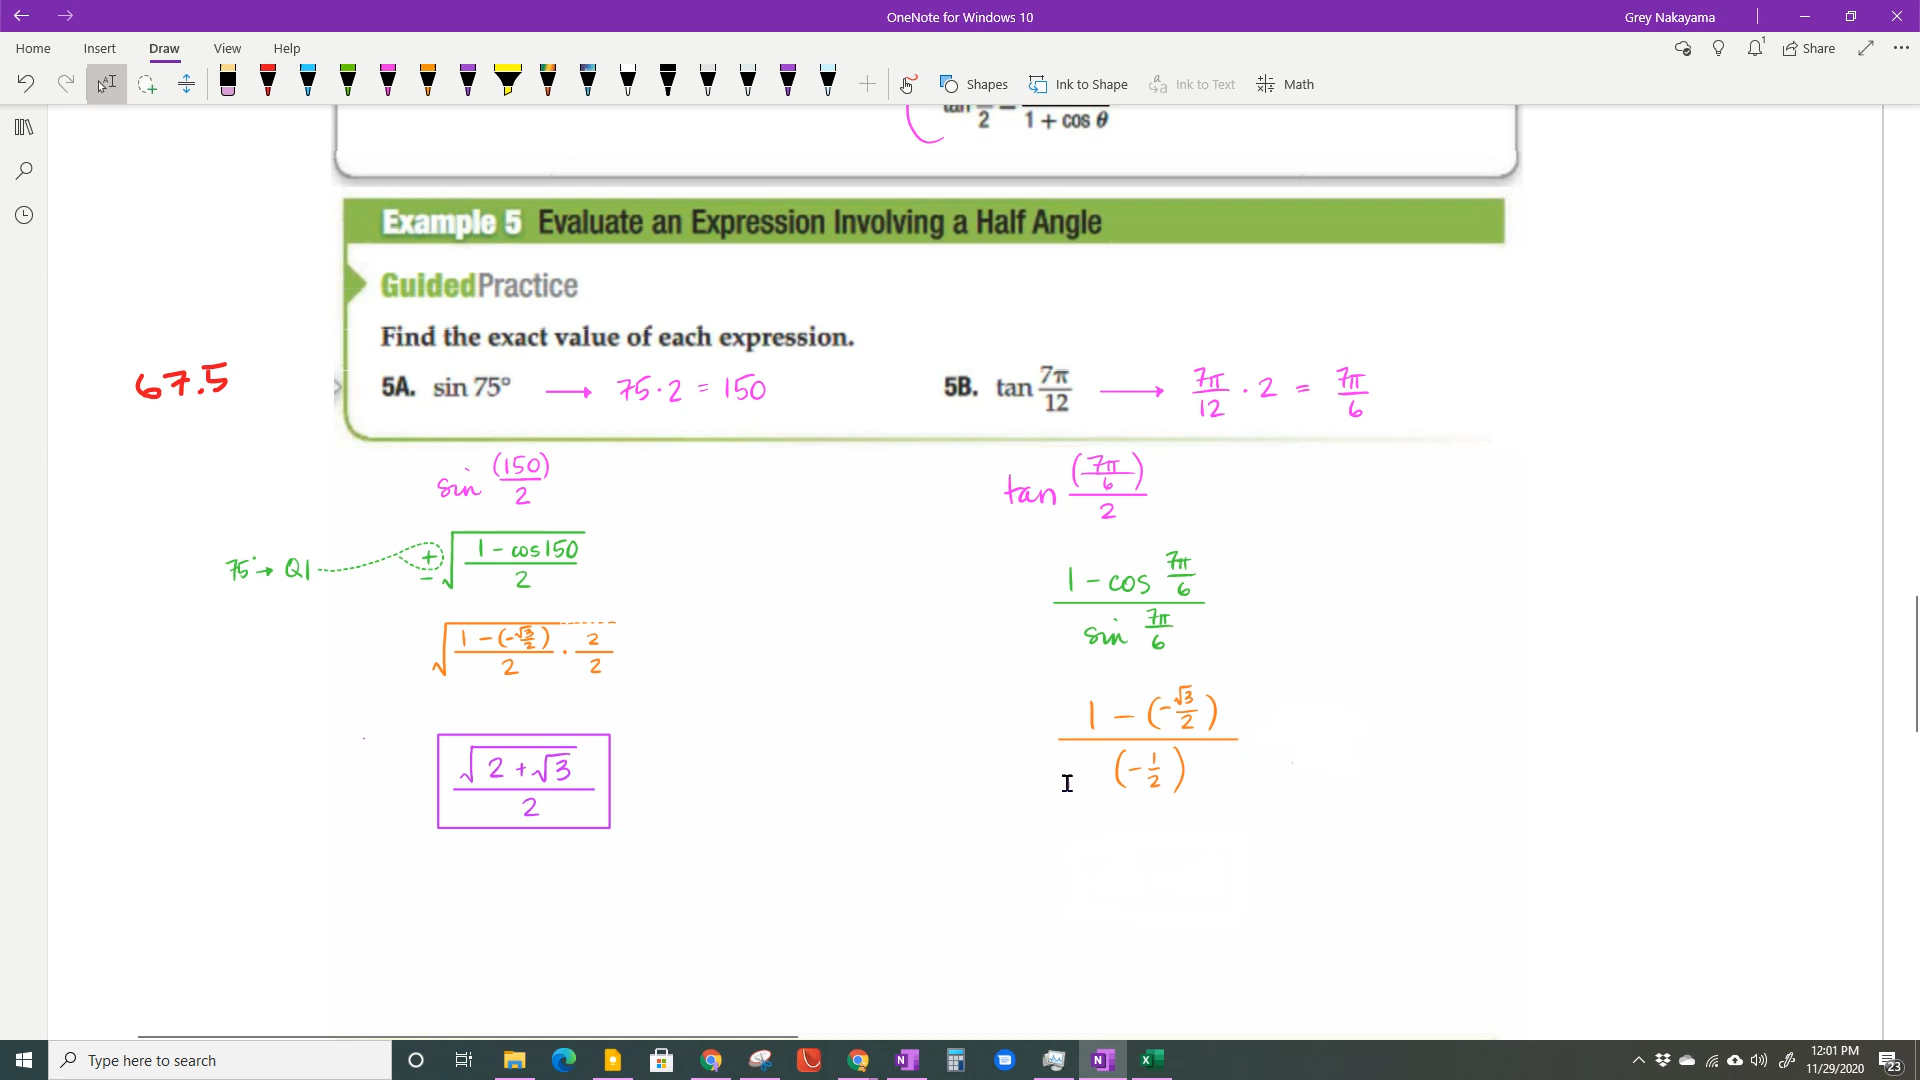 OneNote for Windows 10
Grey Nakayama
Home Insert Draw View Help
Share
Shapes Ink to Shape Ink to Text Math
tan θ/2 = 1 + cos θ
Example 5 Evaluate an Expression Involving a Half Angle
GuidedPractice
Find the exact value of each expression.
67.5
5A. sin 75° → 75 · 2 = 150
5B. tan 7π/12 → 7π/12 · 2 = 7π/6
sin (150)/2
75° → Q1 +− √((1 − cos150)/2)
√((1 − (−√3/2))/2 · 2/2)
√(2 + √3)/2
tan (7π/6)/2
(1 − cos 7π/6)/(sin 7π/6)
(1 − (−√3/2))/(−1/2)
Type here to search
12:01 PM
11/29/2020
23